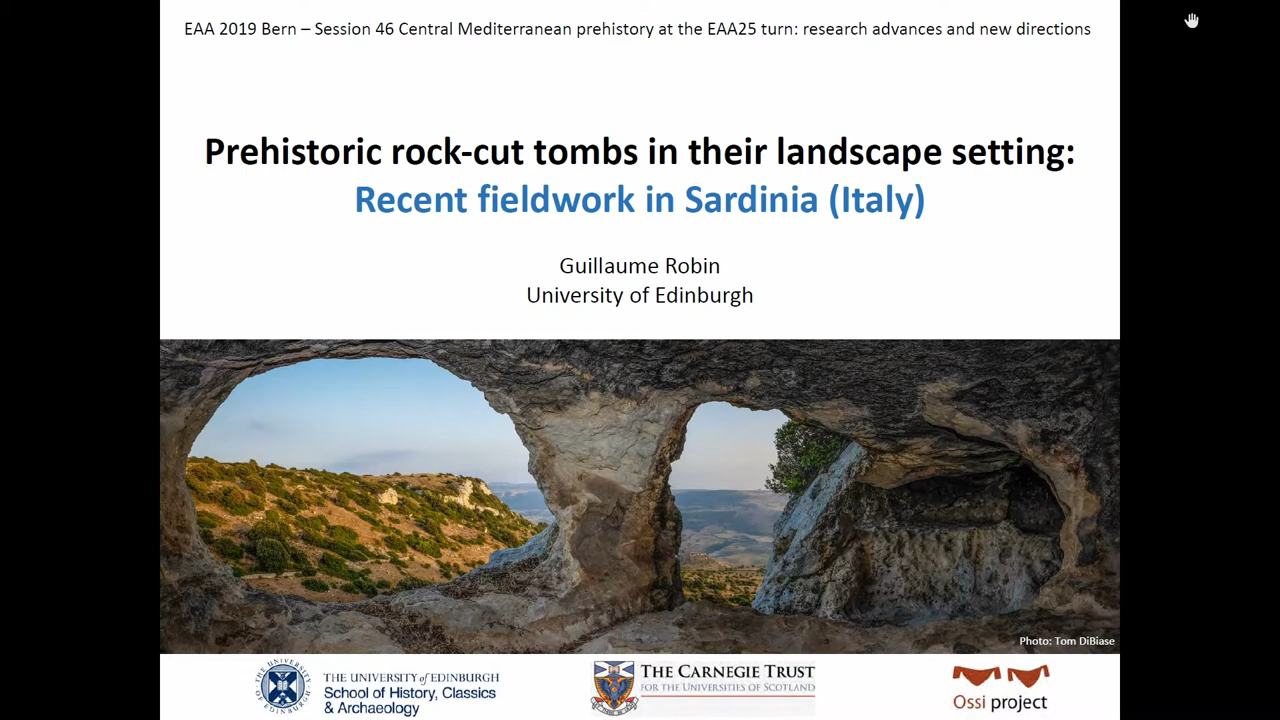 EAA 2019 Bern – Session 46 Central Mediterranean prehistory at the EAA25 turn: research advances and new directions
Prehistoric rock-cut tombs in their landscape setting:
Recent fieldwork in Sardinia (Italy)
Guillaume Robin
University of Edinburgh
Photo: Tom DiBiase
THE UNIVERSITY of EDINBURGH
School of History, Classics
& Archaeology
THE CARNEGIE TRUST
FOR THE UNIVERSITIES OF SCOTLAND
Ossi project